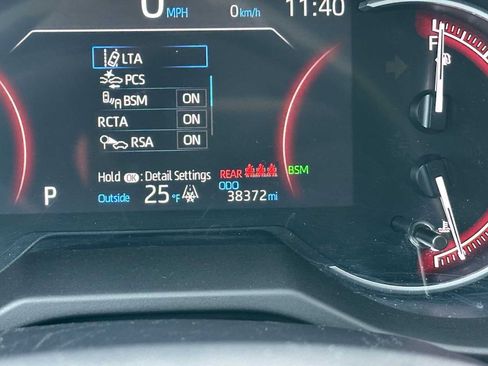 0 MPH 0 km/h 11:40
LTA
PCS
BSM ON
RCTA ON
RSA ON
Hold OK : Detail Settings REAR BSM
P Outside 25 °F ODO 38372 mi
F